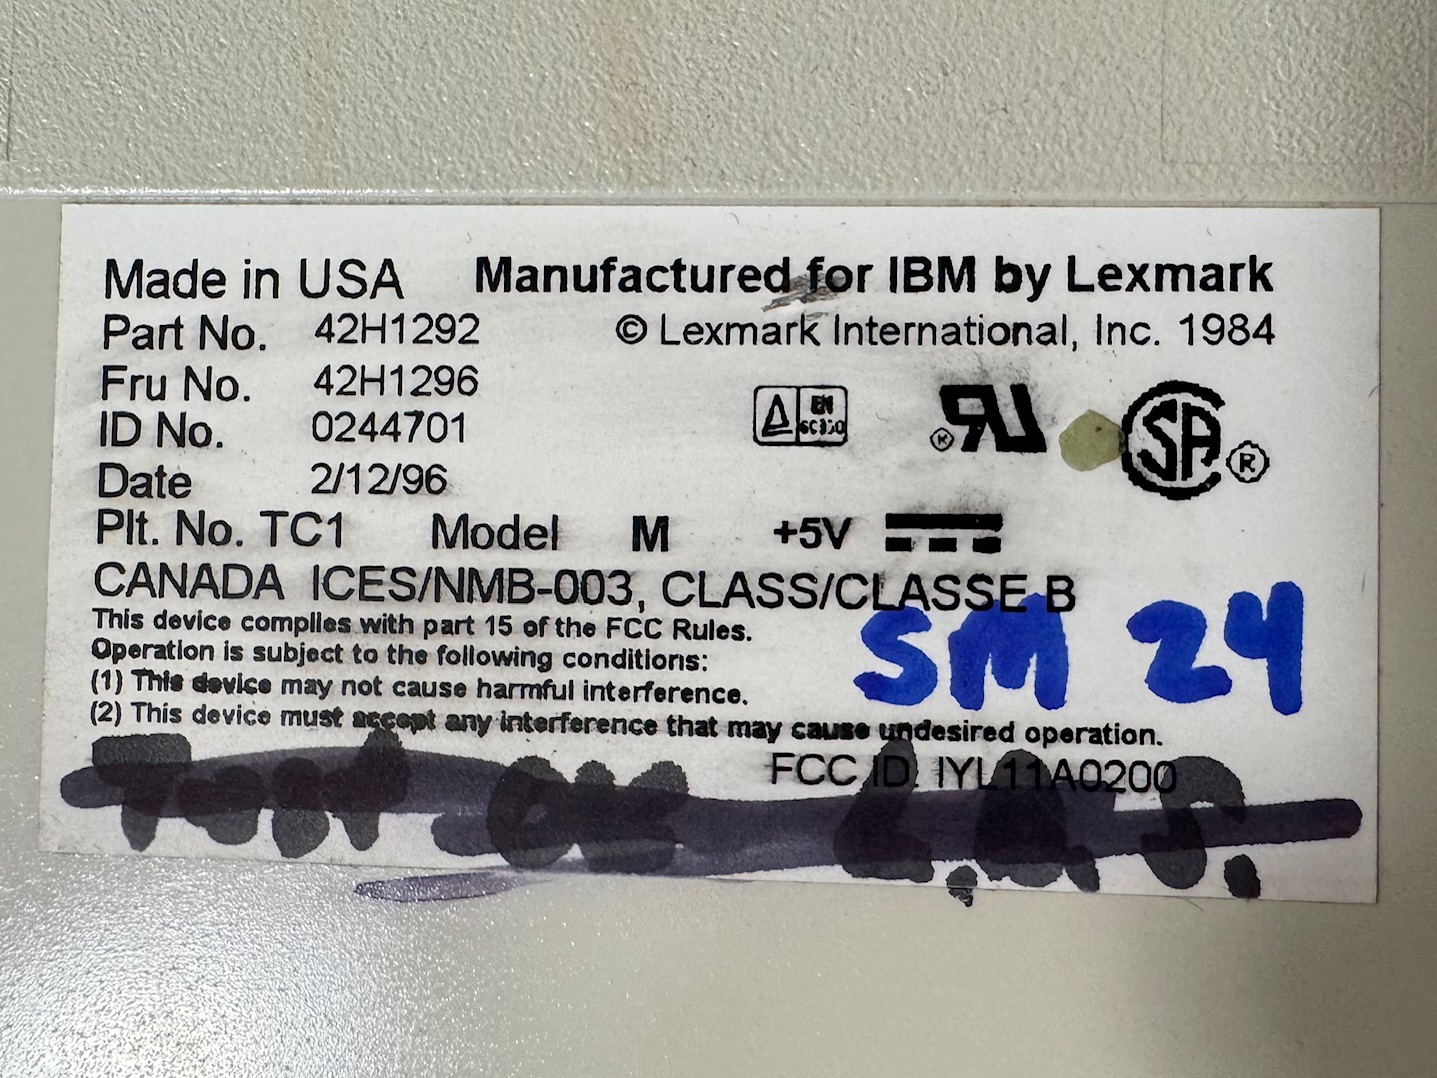 Made in USA Manufactured for IBM by Lexmark
Part No. 42H1292 © Lexmark International, Inc. 1984
Fru No. 42H1296
ID No. 0244701
Date 2/12/96
Plt. No. TC1 Model M +5V
CANADA ICES/NMB-003, CLASS/CLASSE B
This device complies with part 15 of the FCC Rules.
Operation is subject to the following conditions:
(1) This device may not cause harmful interference.
(2) This device must accept any interference that may cause undesired operation.
SM 24
FCC ID. IYL11A0200